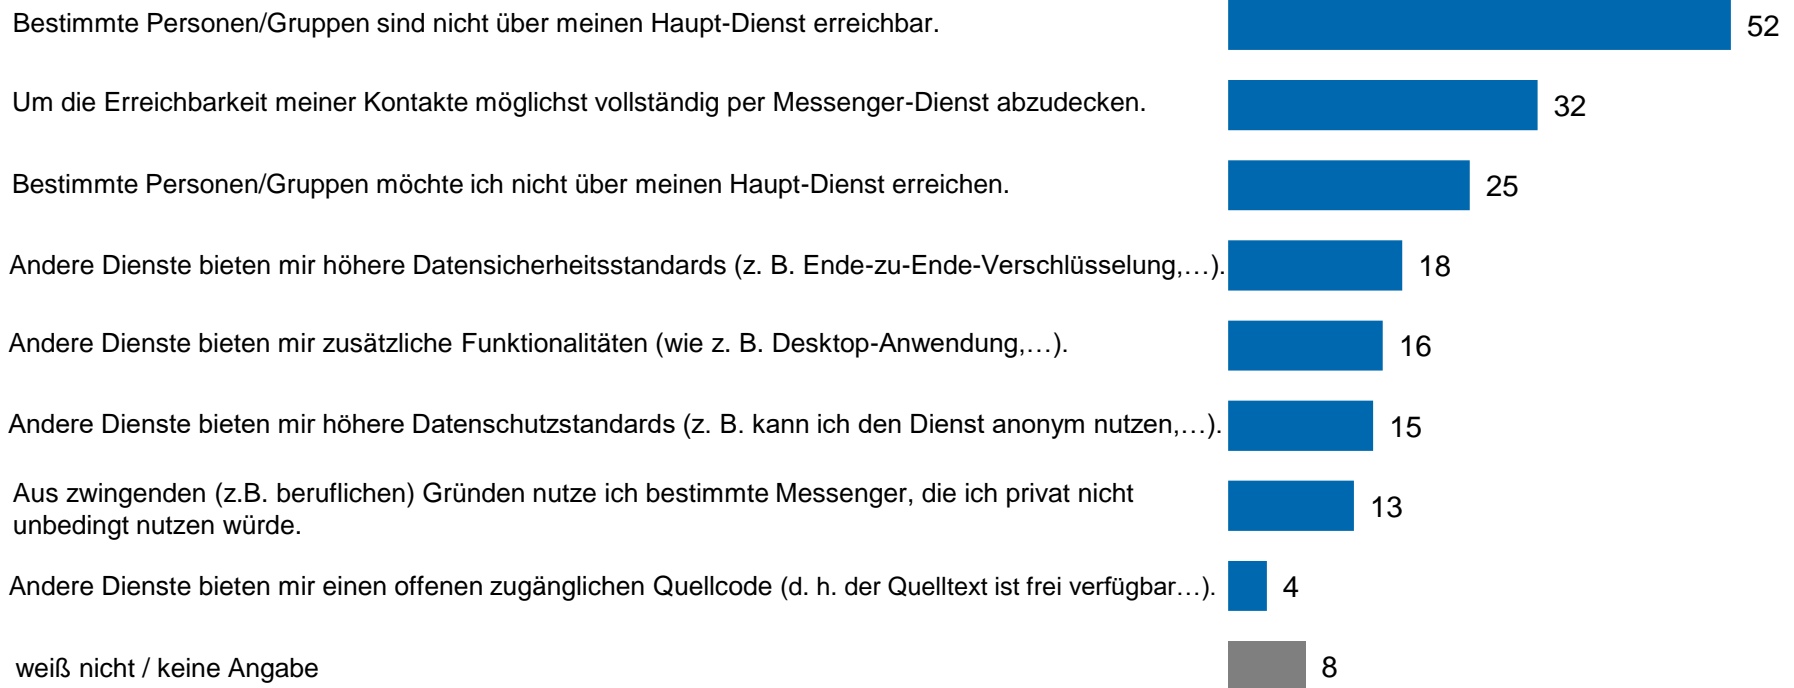 Bestimmte Personen/Gruppen sind nicht über meinen Haupt-Dienst erreichbar. 52
Um die Erreichbarkeit meiner Kontakte möglichst vollständig per Messenger-Dienst abzudecken. 32
Bestimmte Personen/Gruppen möchte ich nicht über meinen Haupt-Dienst erreichen. 25
Andere Dienste bieten mir höhere Datensicherheitsstandards (z. B. Ende-zu-Ende-Verschlüsselung,…). 18
Andere Dienste bieten mir zusätzliche Funktionalitäten (wie z. B. Desktop-Anwendung,…). 16
Andere Dienste bieten mir höhere Datenschutzstandards (z. B. kann ich den Dienst anonym nutzen,…). 15
Aus zwingenden (z.B. beruflichen) Gründen nutze ich bestimmte Messenger, die ich privat nicht
unbedingt nutzen würde. 13
Andere Dienste bieten mir einen offenen zugänglichen Quellcode (d. h. der Quelltext ist frei verfügbar…). 4
weiß nicht / keine Angabe 8